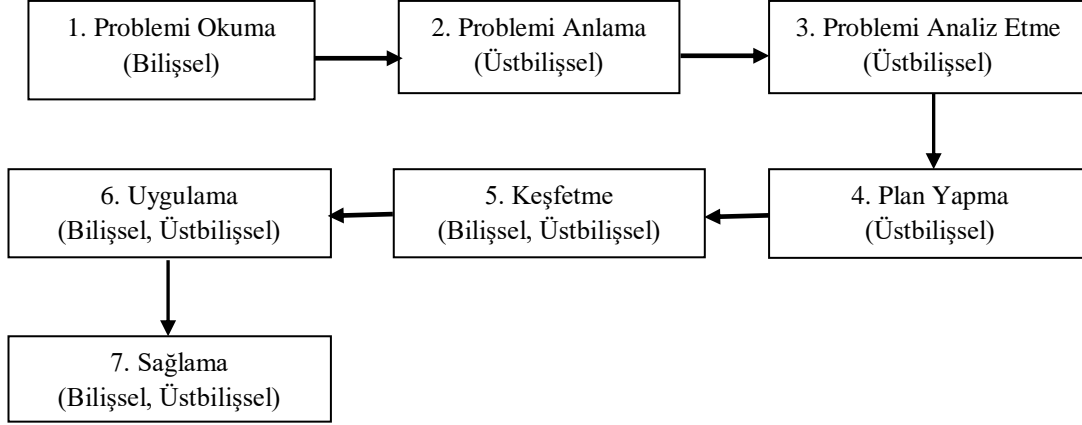 1. Problemi Okuma
(Bilişsel)
2. Problemi Anlama
(Üstbilişsel)
3. Problemi Analiz Etme
(Üstbilişsel)
4. Plan Yapma
(Üstbilişsel)
5. Keşfetme
(Bilişsel, Üstbilişsel)
6. Uygulama
(Bilişsel, Üstbilişsel)
7. Sağlama
(Bilişsel, Üstbilişsel)